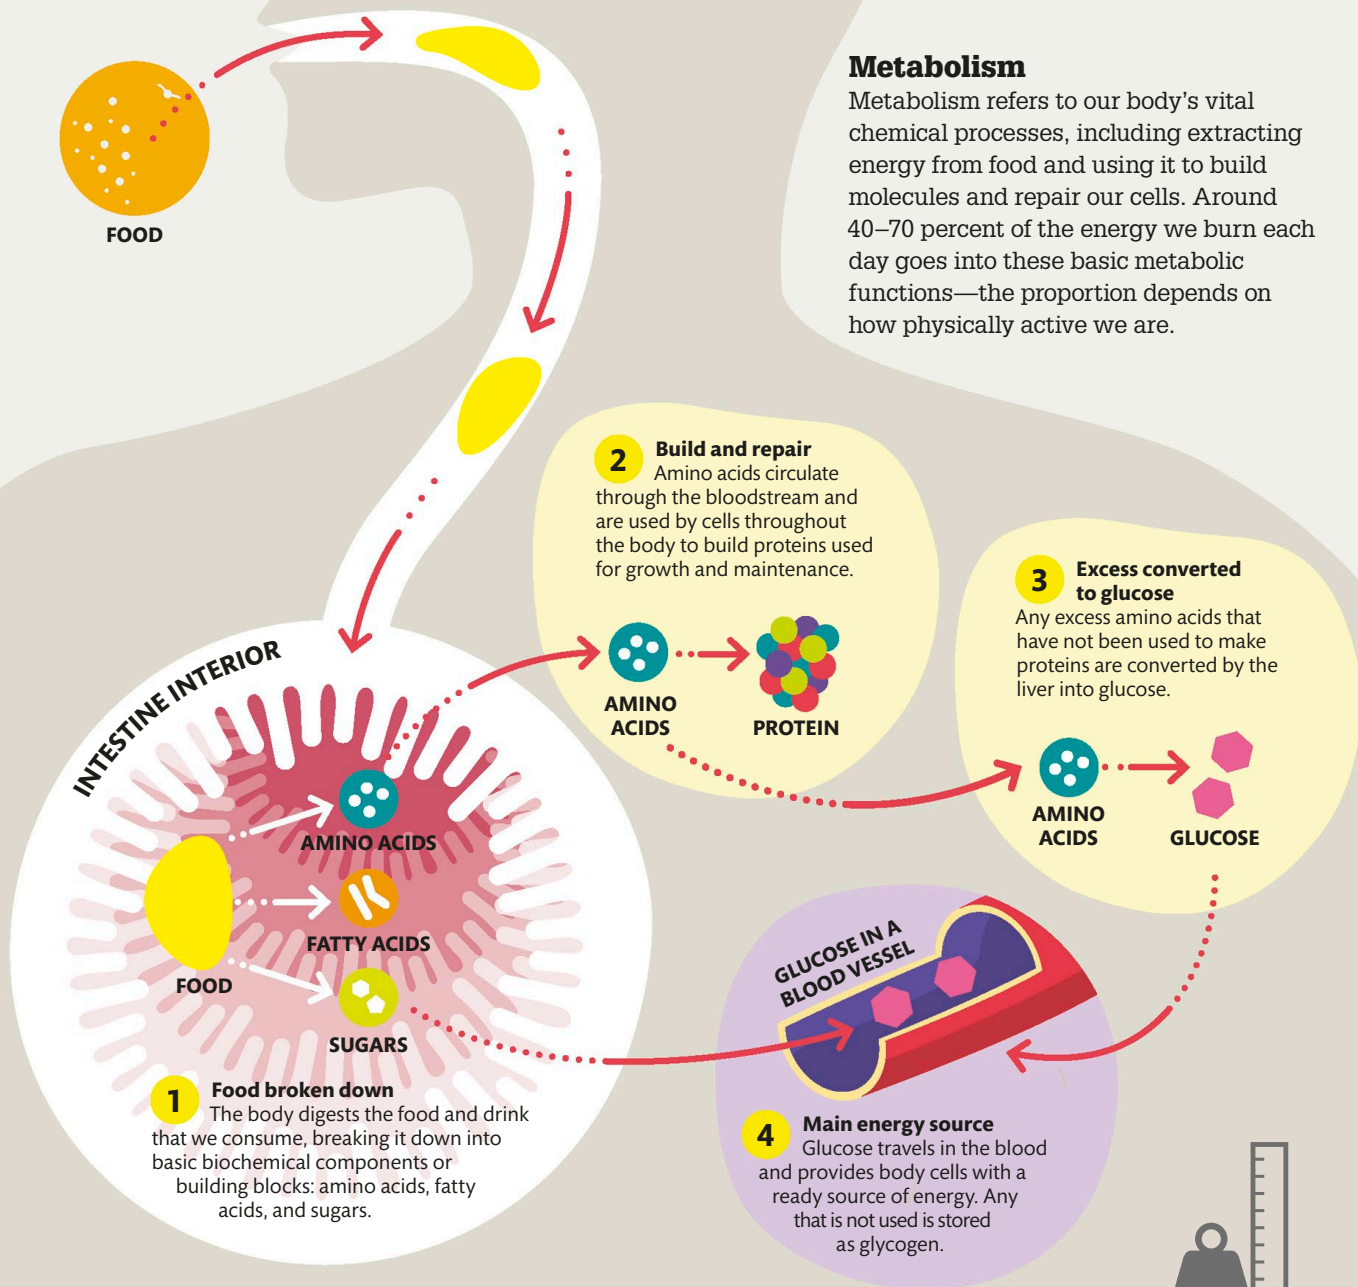 Metabolism
Metabolism refers to our body's vital
chemical processes, including extracting
energy from food and using it to build
molecules and repair our cells. Around
40–70 percent of the energy we burn each
day goes into these basic metabolic
functions—the proportion depends on
how physically active we are.
FOOD
2 Build and repair
Amino acids circulate
through the bloodstream and
are used by cells throughout
the body to build proteins used
for growth and maintenance.
AMINO
ACIDS
PROTEIN
3 Excess converted
to glucose
Any excess amino acids that
have not been used to make
proteins are converted by the
liver into glucose.
AMINO
ACIDS
GLUCOSE
INTESTINE INTERIOR
AMINO ACIDS
FATTY ACIDS
FOOD
SUGARS
1 Food broken down
The body digests the food and drink
that we consume, breaking it down into
basic biochemical components or
building blocks: amino acids, fatty
acids, and sugars.
GLUCOSE IN A
BLOOD VESSEL
4 Main energy source
Glucose travels in the blood
and provides body cells with a
ready source of energy. Any
that is not used is stored
as glycogen.